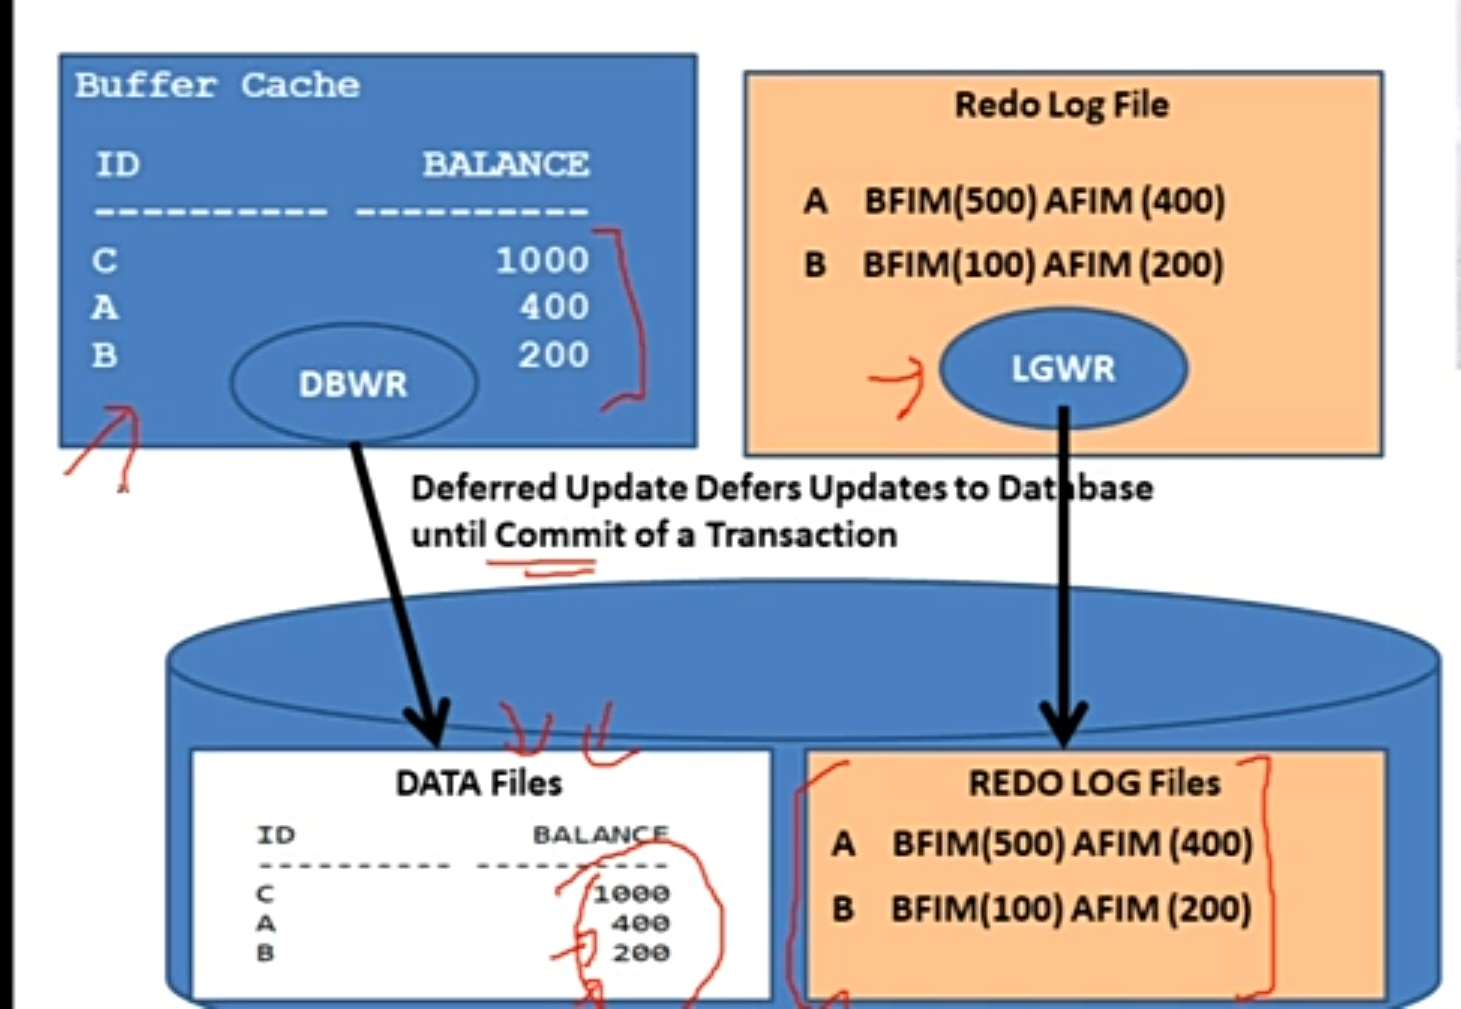 Buffer Cache
ID BALANCE
---------- ----------
C 1000
A 400
B 200
DBWR
Redo Log File
A BFIM(500) AFIM (400)
B BFIM(100) AFIM (200)
LGWR
Deferred Update Defers Updates to Database
until Commit of a Transaction
DATA Files
ID BALANCE
---------- ----------
C 1000
A 400
B 200
REDO LOG Files
A BFIM(500) AFIM (400)
B BFIM(100) AFIM (200)